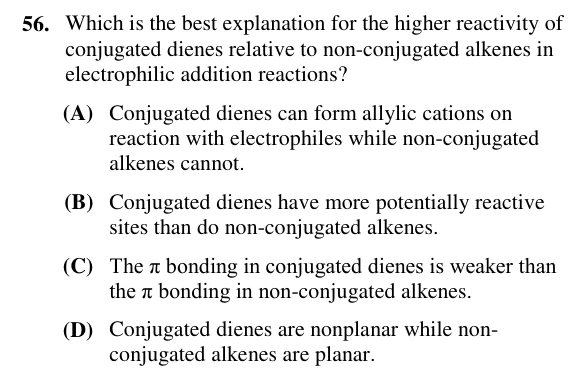 56. Which is the best explanation for the higher reactivity of
conjugated dienes relative to non-conjugated alkenes in
electrophilic addition reactions?
(A) Conjugated dienes can form allylic cations on
reaction with electrophiles while non-conjugated
alkenes cannot.
(B) Conjugated dienes have more potentially reactive
sites than do non-conjugated alkenes.
(C) The π bonding in conjugated dienes is weaker than
the π bonding in non-conjugated alkenes.
(D) Conjugated dienes are nonplanar while non-
conjugated alkenes are planar.